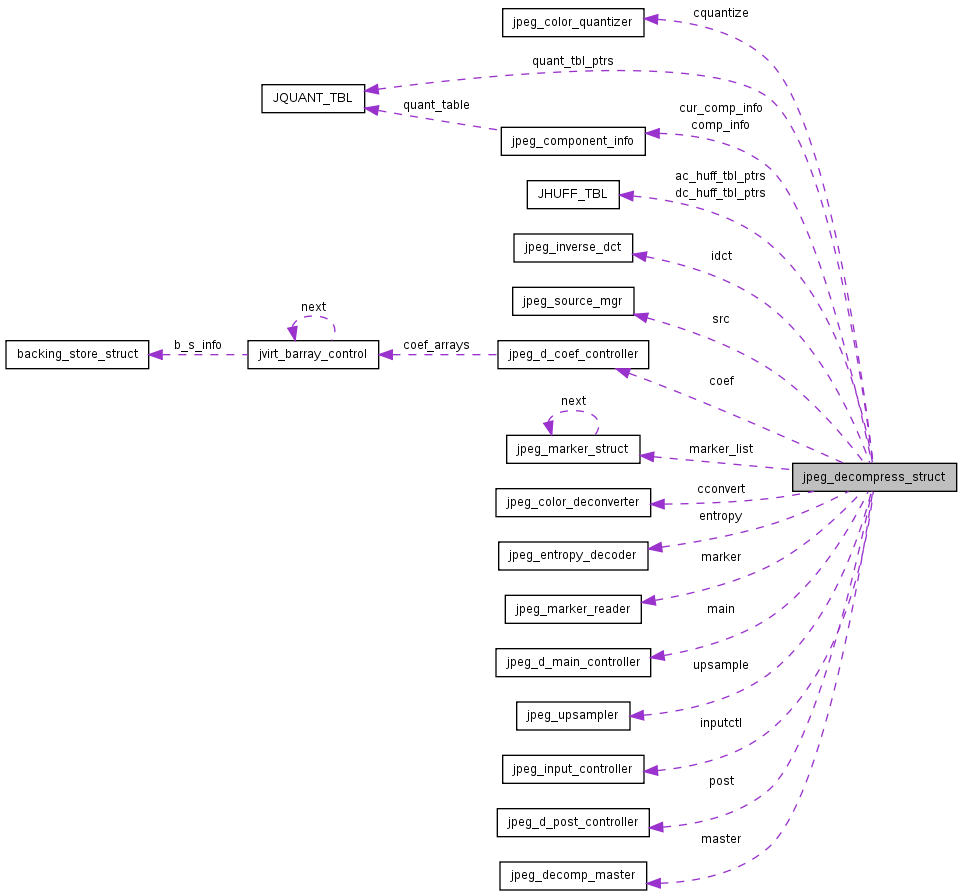 cquantize
jpeg_color_quantizer
quant_tbl_ptrs
JQUANT_TBL
quant_table
cur_comp_info
comp_info
jpeg_component_info
ac_huff_tbl_ptrs
dc_huff_tbl_ptrs
JHUFF_TBL
jpeg_inverse_dct
idct
jpeg_source_mgr
src
next
b_s_info
coef_arrays
backing_store_struct
jvirt_barray_control
jpeg_d_coef_controller
coef
next
jpeg_marker_struct
marker_list
jpeg_decompress_struct
cconvert
jpeg_color_deconverter
entropy
jpeg_entropy_decoder
marker
jpeg_marker_reader
main
jpeg_d_main_controller
upsample
jpeg_upsampler
inputctl
jpeg_input_controller
post
jpeg_d_post_controller
master
jpeg_decomp_master